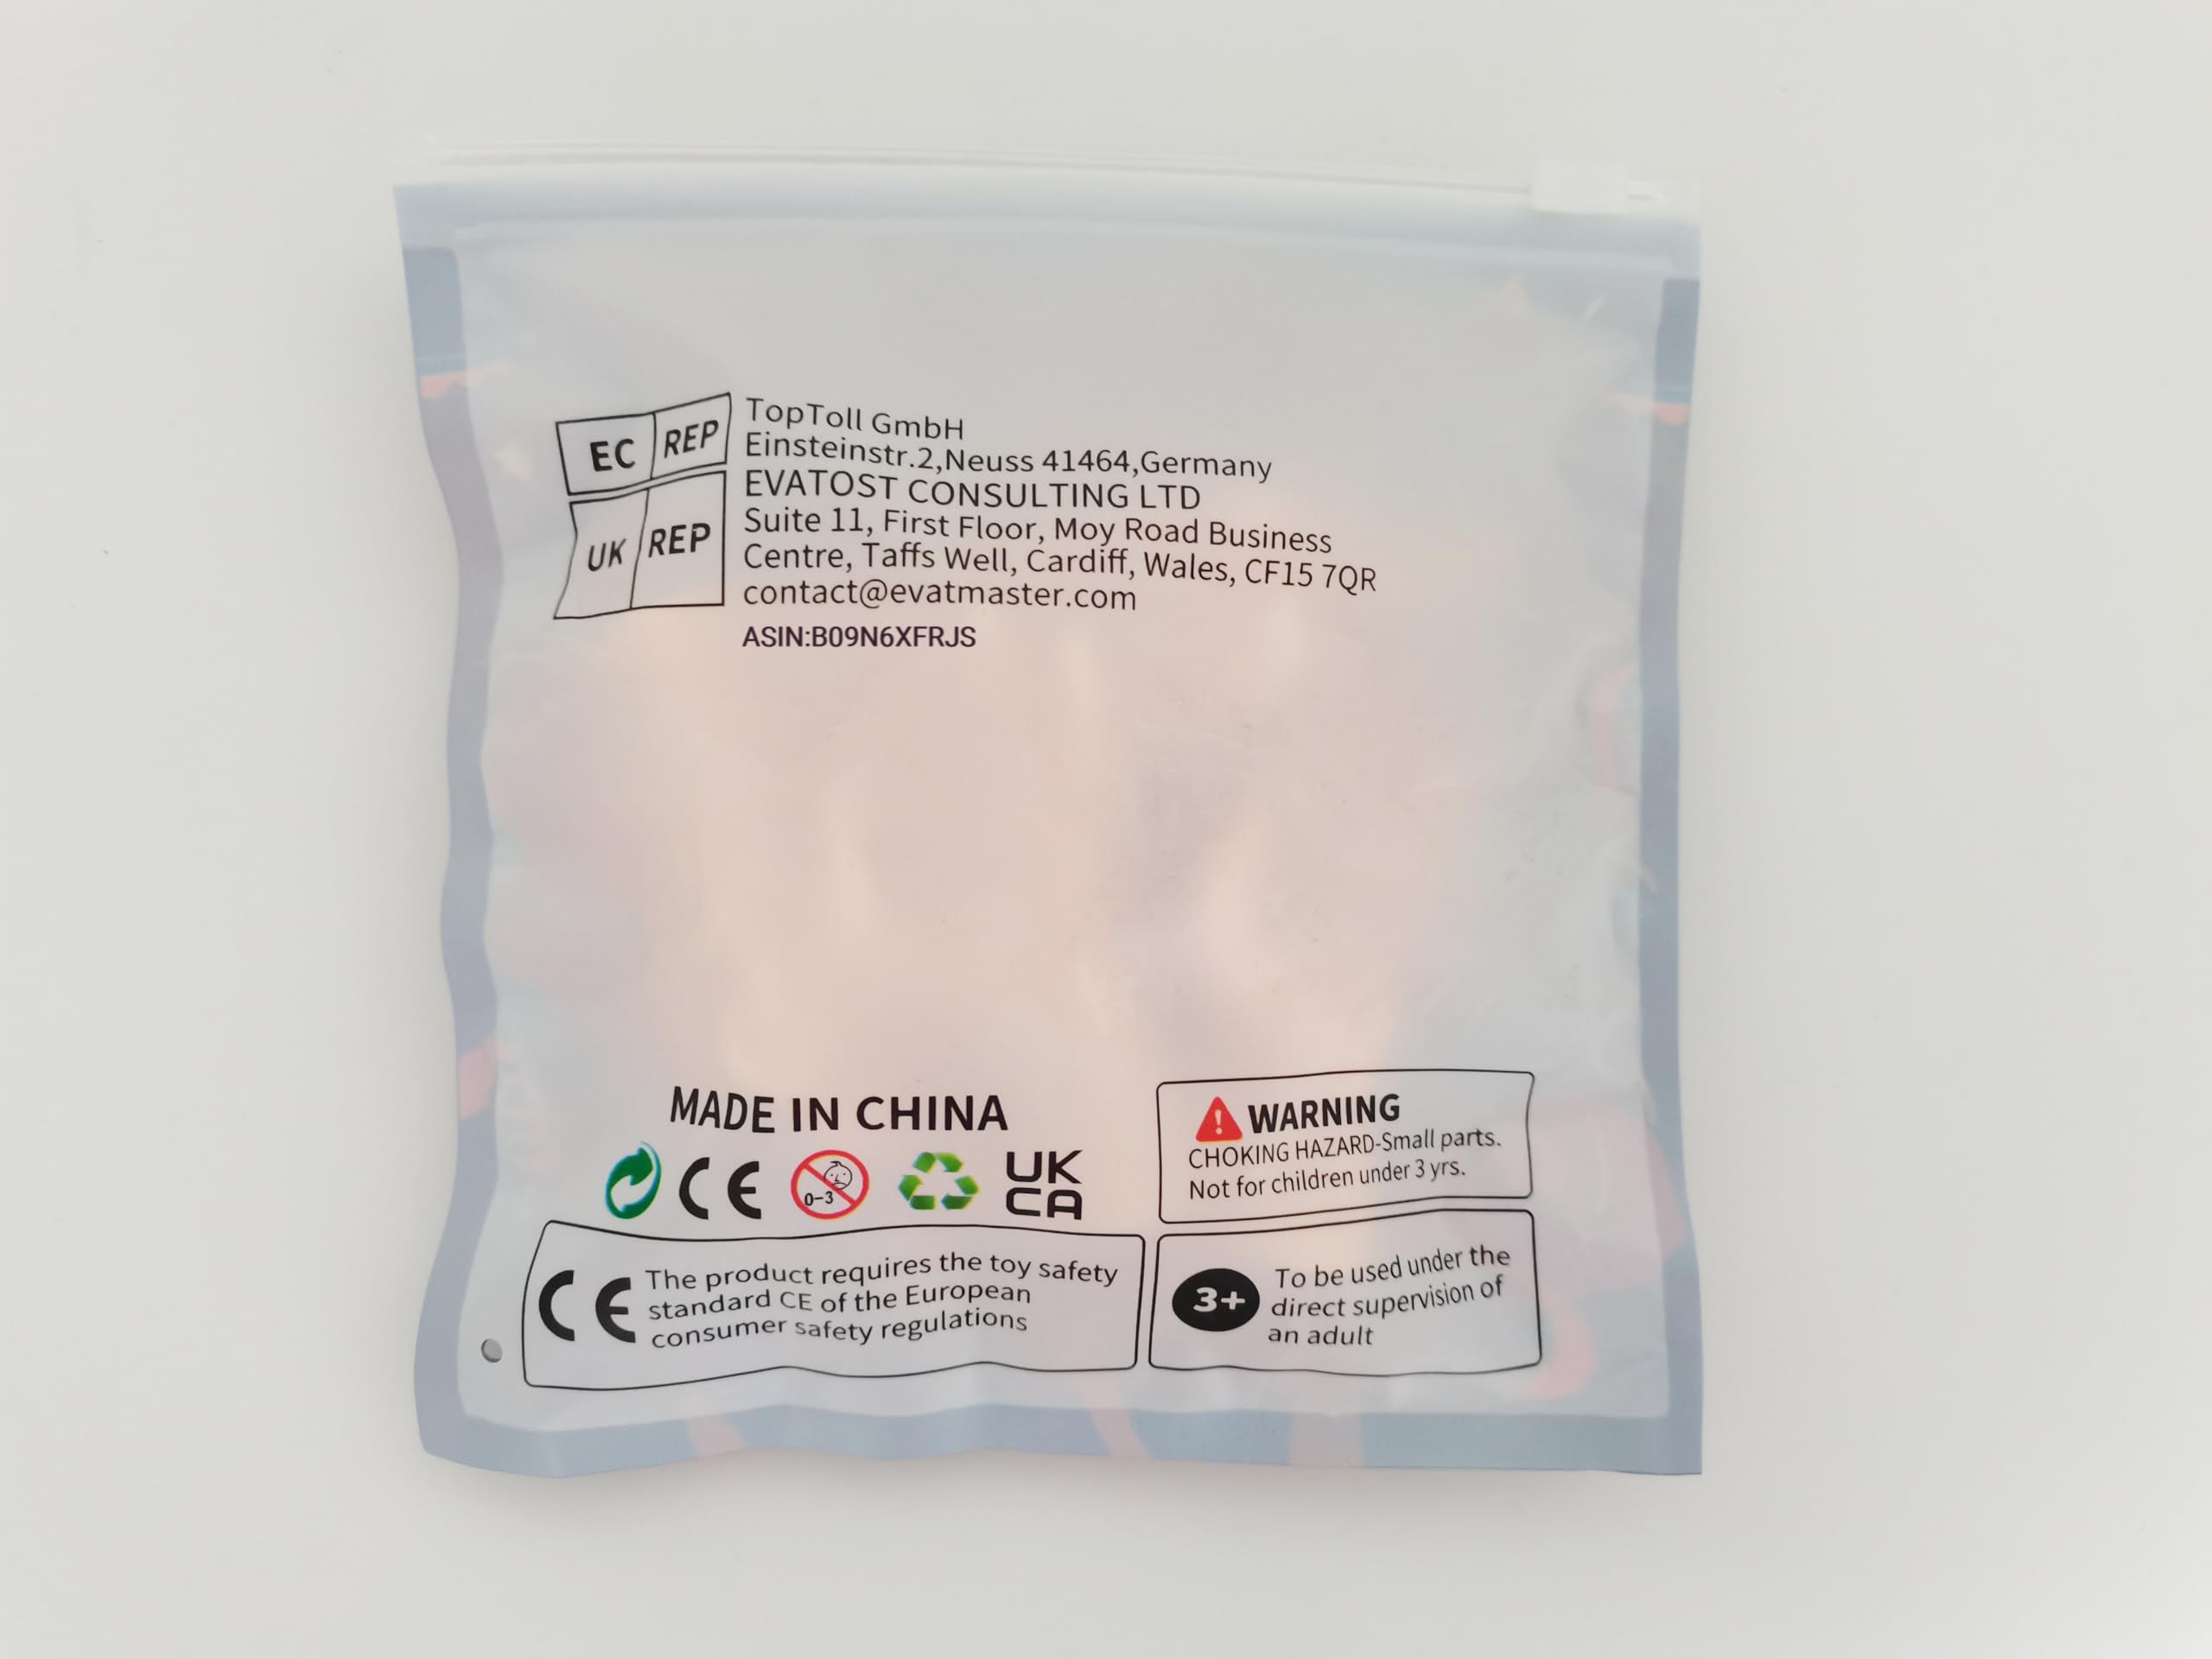 EC REP
TopToll GmbH
Einsteinstr.2,Neuss 41464,Germany
UK REP
EVATOST CONSULTING LTD
Suite 11, First Floor, Moy Road Business
Centre, Taffs Well, Cardiff, Wales, CF15 7QR
contact@evatmaster.com
ASIN:B09N6XFRJS
MADE IN CHINA
CE
0-3
UK
CA
WARNING
CHOKING HAZARD-Small parts.
Not for children under 3 yrs.
CE
The product requires the toy safety
standard CE of the European
consumer safety regulations
3+
To be used under the
direct supervision of
an adult